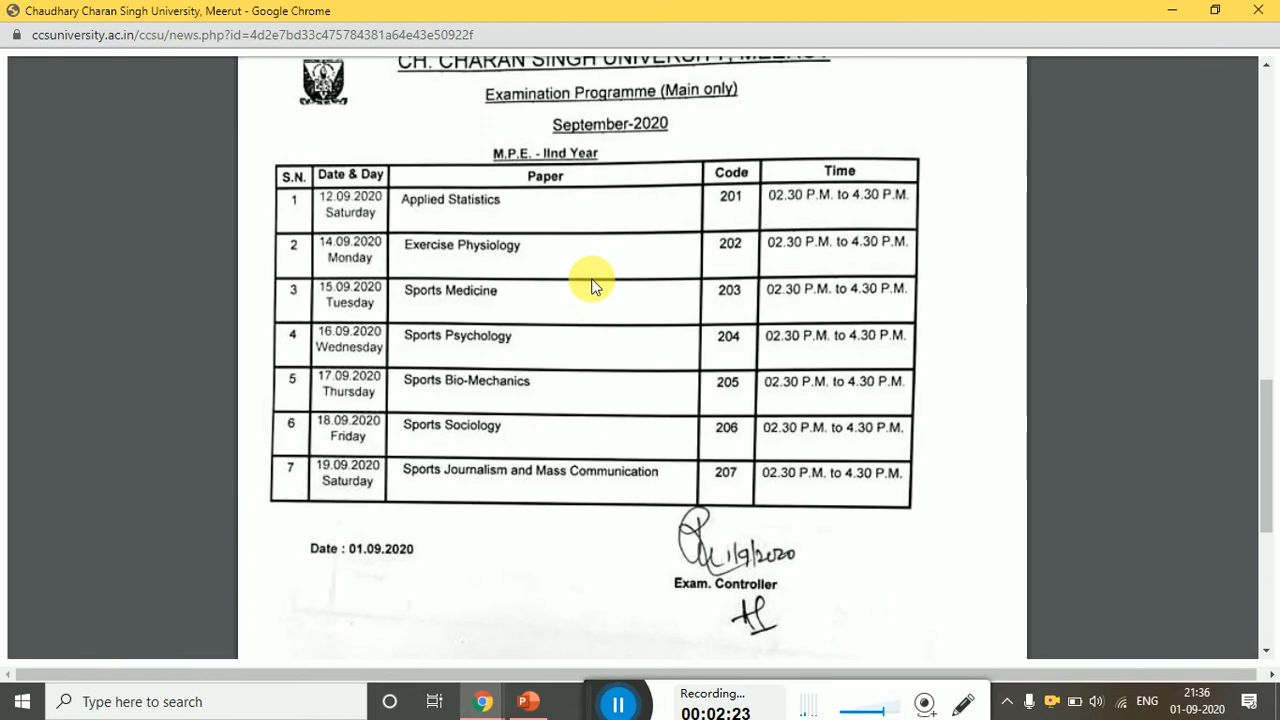 Chaudhary Charan Singh University, Meerut - Google Chrome
ccsuniversity.ac.in/ccsu/news.php?id=4d2e7bd33c475784381a64e43e50922f
CH. CHARAN SINGH UNIVERSITY, MEERUT
Examination Programme (Main only)
September-2020
M.P.E. - IInd Year
S.N. Date & Day Paper Code Time
1 12.09.2020 Saturday Applied Statistics 201 02.30 P.M. to 4.30 P.M.
2 14.09.2020 Monday Exercise Physiology 202 02.30 P.M. to 4.30 P.M.
3 15.09.2020 Tuesday Sports Medicine 203 02.30 P.M. to 4.30 P.M.
4 16.09.2020 Wednesday Sports Psychology 204 02.30 P.M. to 4.30 P.M.
5 17.09.2020 Thursday Sports Bio-Mechanics 205 02.30 P.M. to 4.30 P.M.
6 18.09.2020 Friday Sports Sociology 206 02.30 P.M. to 4.30 P.M.
7 19.09.2020 Saturday Sports Journalism and Mass Communication 207 02.30 P.M. to 4.30 P.M.
Date : 01.09.2020
1/9/2020
Exam. Controller
Type here to search
Recording...
00:02:23
ENG
21:36
01-09-2020